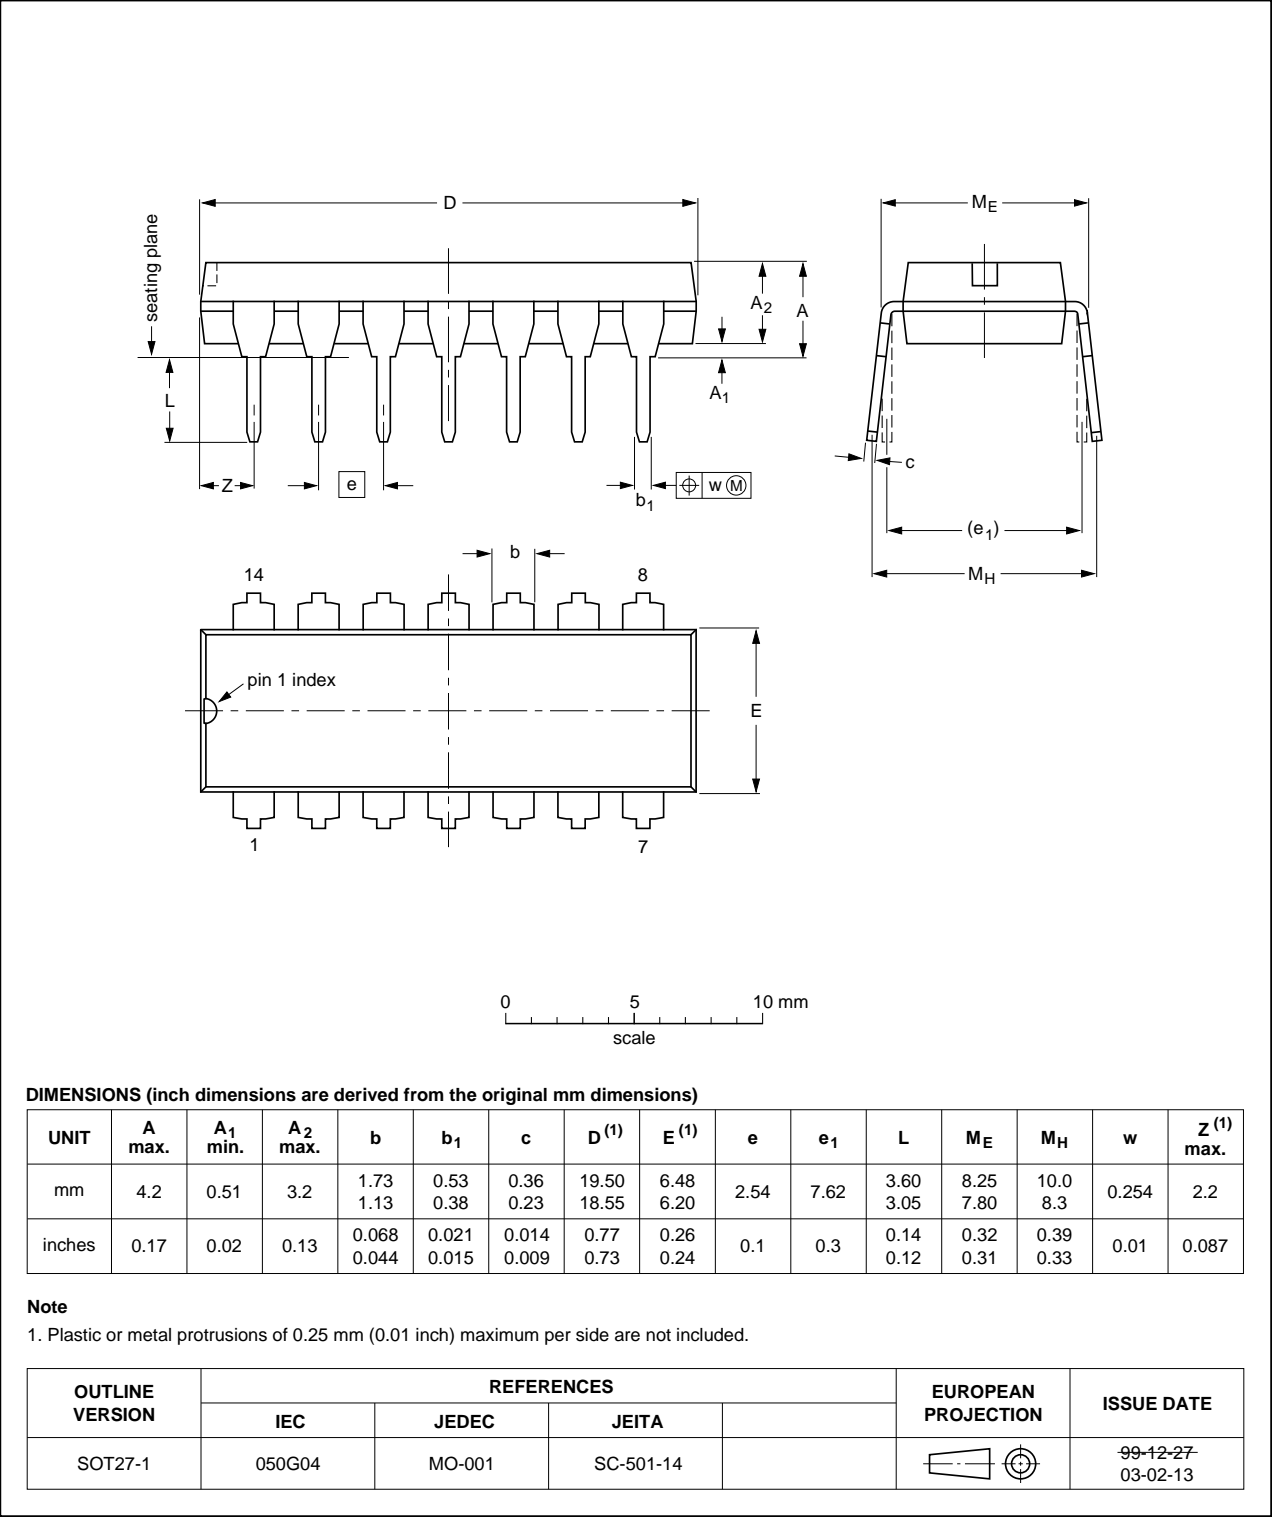 D
ME
seating plane
A2
A
A1
L
c
Z
e
b1
w M
(e1)
MH
b
14
8
pin 1 index
E
1
7
0
5
10 mm
scale
DIMENSIONS (inch dimensions are derived from the original mm dimensions)
UNIT A max. A1 min. A2 max. b b1 c D(1) E(1) e e1 L ME MH w Z(1) max.
mm 4.2 0.51 3.2 1.73 1.13 0.53 0.38 0.36 0.23 19.50 18.55 6.48 6.20 2.54 7.62 3.60 3.05 8.25 7.80 10.0 8.3 0.254 2.2
inches 0.17 0.02 0.13 0.068 0.044 0.021 0.015 0.014 0.009 0.77 0.73 0.26 0.24 0.1 0.3 0.14 0.12 0.32 0.31 0.39 0.33 0.01 0.087
Note
1. Plastic or metal protrusions of 0.25 mm (0.01 inch) maximum per side are not included.
OUTLINE VERSION REFERENCES EUROPEAN PROJECTION ISSUE DATE
IEC JEDEC JEITA
SOT27-1 050G04 MO-001 SC-501-14 99-12-27
03-02-13